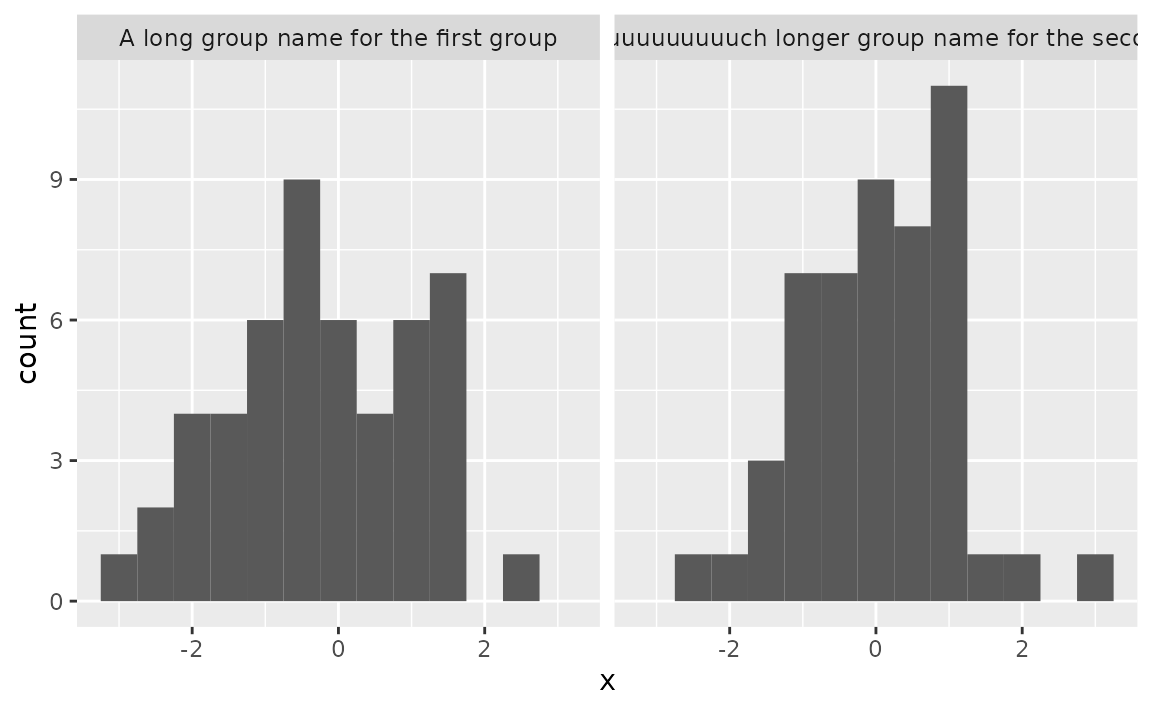 A long group name for the first group
longer group name for the
count
9
6
3
0
-2 0 2
-2 0 2
x